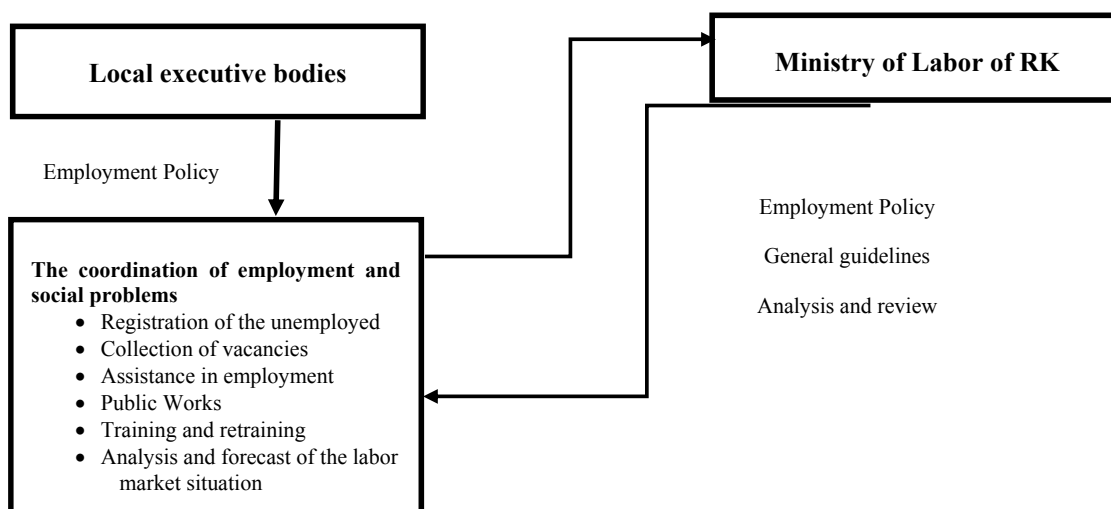 Local executive bodies
Ministry of Labor of RK
Employment Policy
Employment Policy
General guidelines
Analysis and review
The coordination of employment and
social problems
• Registration of the unemployed
• Collection of vacancies
• Assistance in employment
• Public Works
• Training and retraining
• Analysis and forecast of the labor
market situation